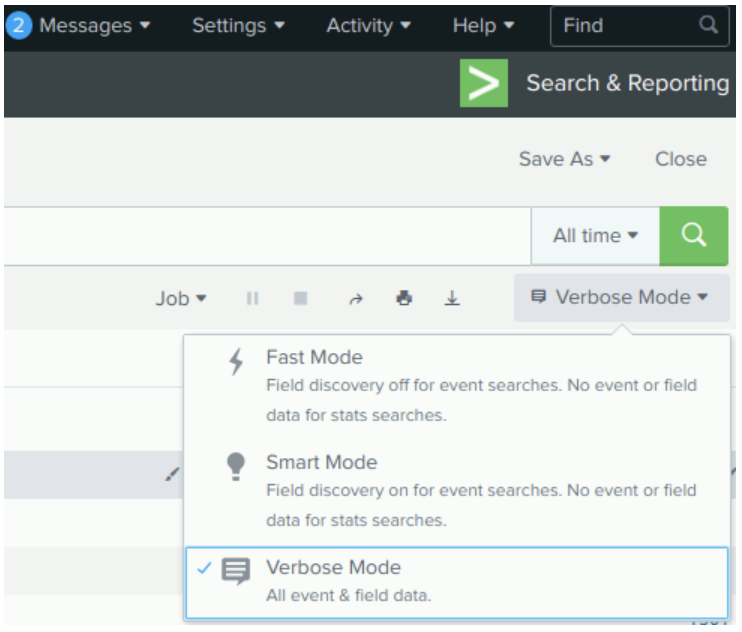 2 Messages Settings Activity Help Find
Search & Reporting
Save As Close
All time
Job Verbose Mode
Fast Mode
Field discovery off for event searches. No event or field
data for stats searches.
Smart Mode
Field discovery on for event searches. No event or field
data for stats searches.
Verbose Mode
All event & field data.